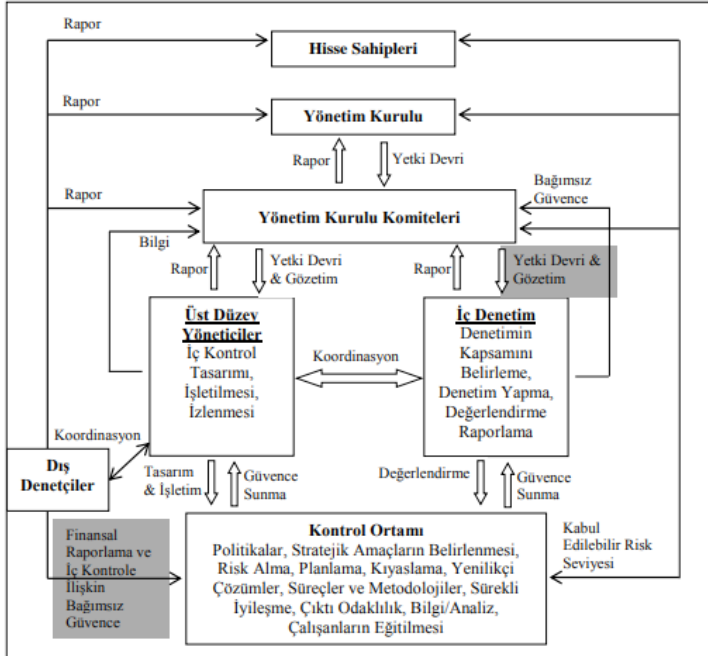 Rapor
Hisse Sahipleri
Rapor
Yönetim Kurulu
Rapor
Yetki Devri
Rapor
Bağımsız
Güvence
Yönetim Kurulu Komiteleri
Bilgi
Rapor
Yetki Devri
& Gözetim
Rapor
Yetki Devri &
Gözetim
Üst Düzey
Yöneticiler
İç Kontrol
Tasarımı,
İşletilmesi,
İzlenmesi
Koordinasyon
İç Denetim
Denetimin
Kapsamını
Belirleme,
Denetim Yapma,
Değerlendirme
Raporlama
Koordinasyon
Dış
Denetçiler
Tasarım
& İşletim
Güvence
Sunma
Değerlendirme
Güvence
Sunma
Finansal
Raporlama ve
İç Kontrole
İlişkin
Bağımsız
Güvence
Kontrol Ortamı
Politikalar, Stratejik Amaçların Belirlenmesi,
Risk Alma, Planlama, Kıyaslama, Yenilikçi
Çözümler, Süreçler ve Metodolojiler, Sürekli
İyileşme, Çıktı Odaklılık, Bilgi/Analiz,
Çalışanların Eğitilmesi
Kabul
Edilebilir Risk
Seviyesi